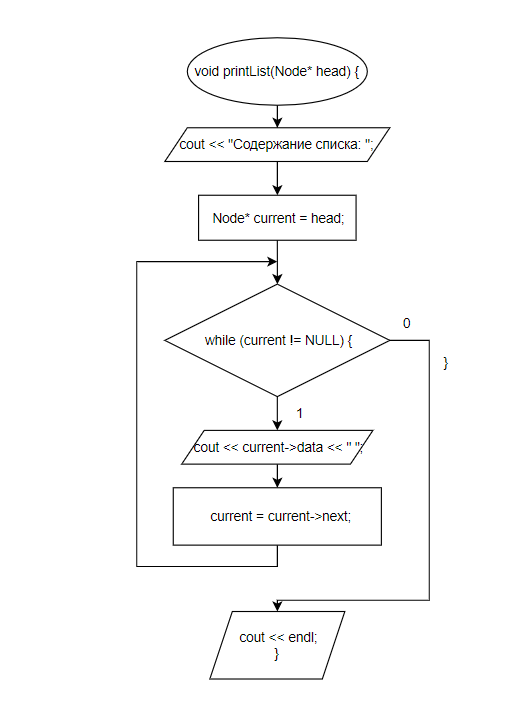 void printList(Node* head) {
cout << "Содержание списка: ";
Node* current = head;
while (current != NULL) {
0
}
1
cout << current->data << " ";
current = current->next;
cout << endl;
}